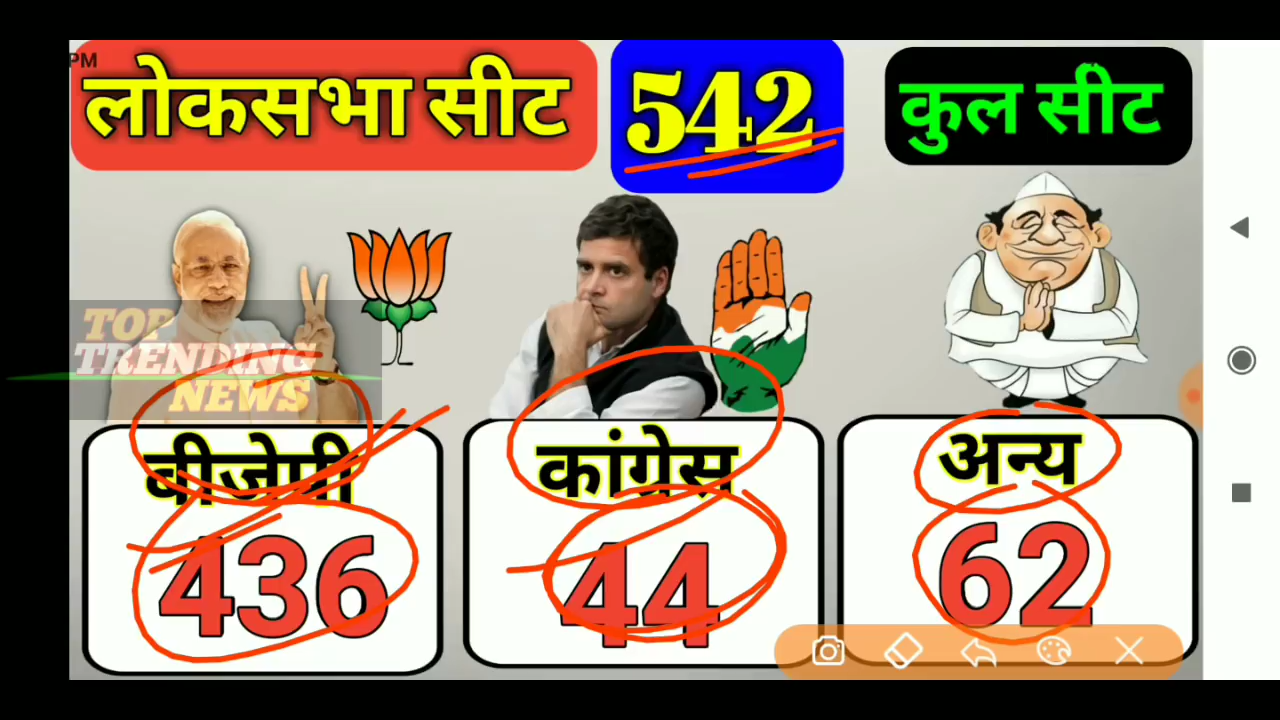 PM
लोकसभा सीट
542
कुल सीट
TOP
TRENDING
NEWS
बीजेपी
436
कांग्रेस
44
अन्य
62